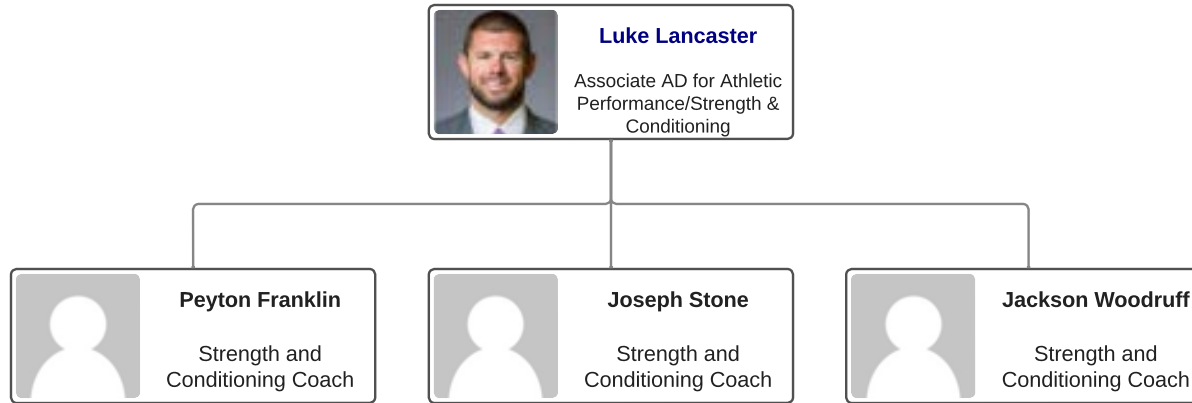 Luke Lancaster
Associate AD for Athletic
Performance/Strength &
Conditioning
Peyton Franklin
Strength and
Conditioning Coach
Joseph Stone
Strength and
Conditioning Coach
Jackson Woodruff
Strength and
Conditioning Coach